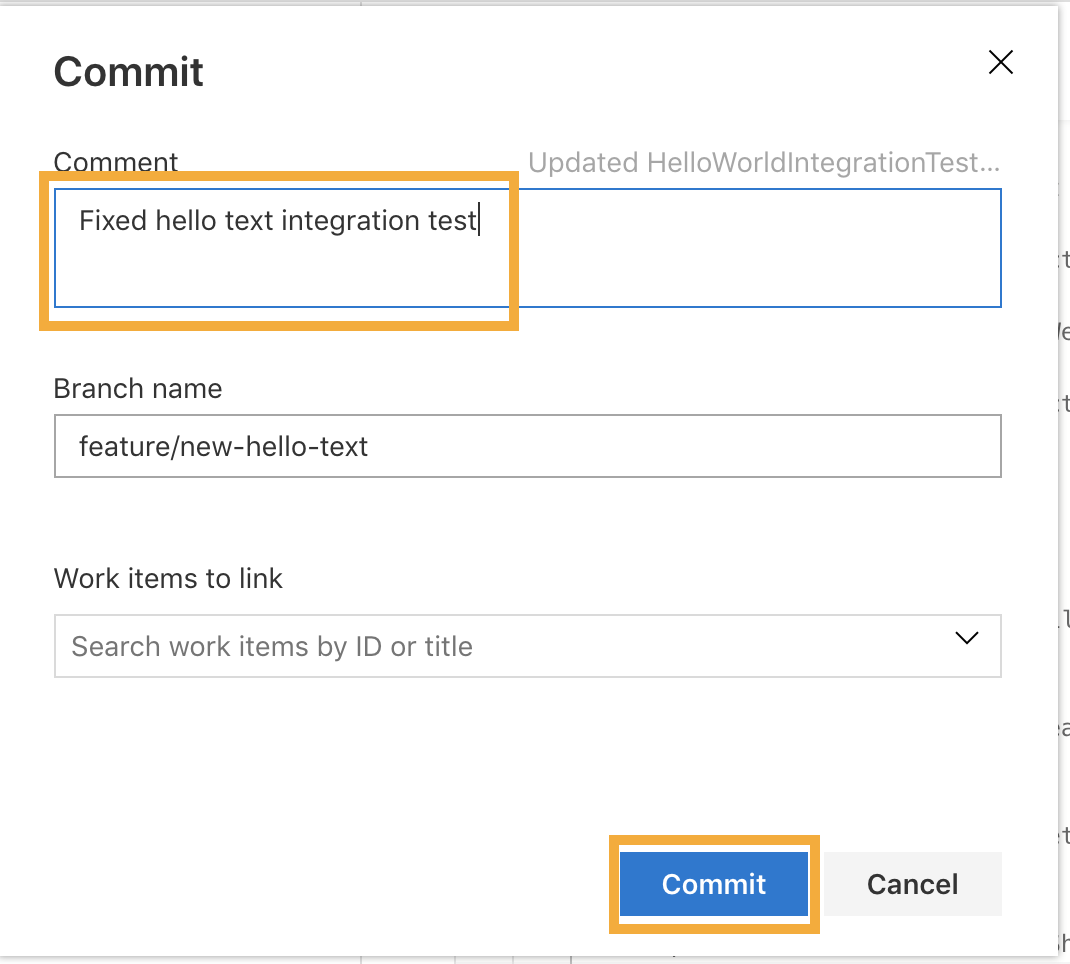 Commit
Comment
Updated HelloWorldIntegrationTest...
Fixed hello text integration test
Branch name
feature/new-hello-text
Work items to link
Search work items by ID or title
Commit
Cancel